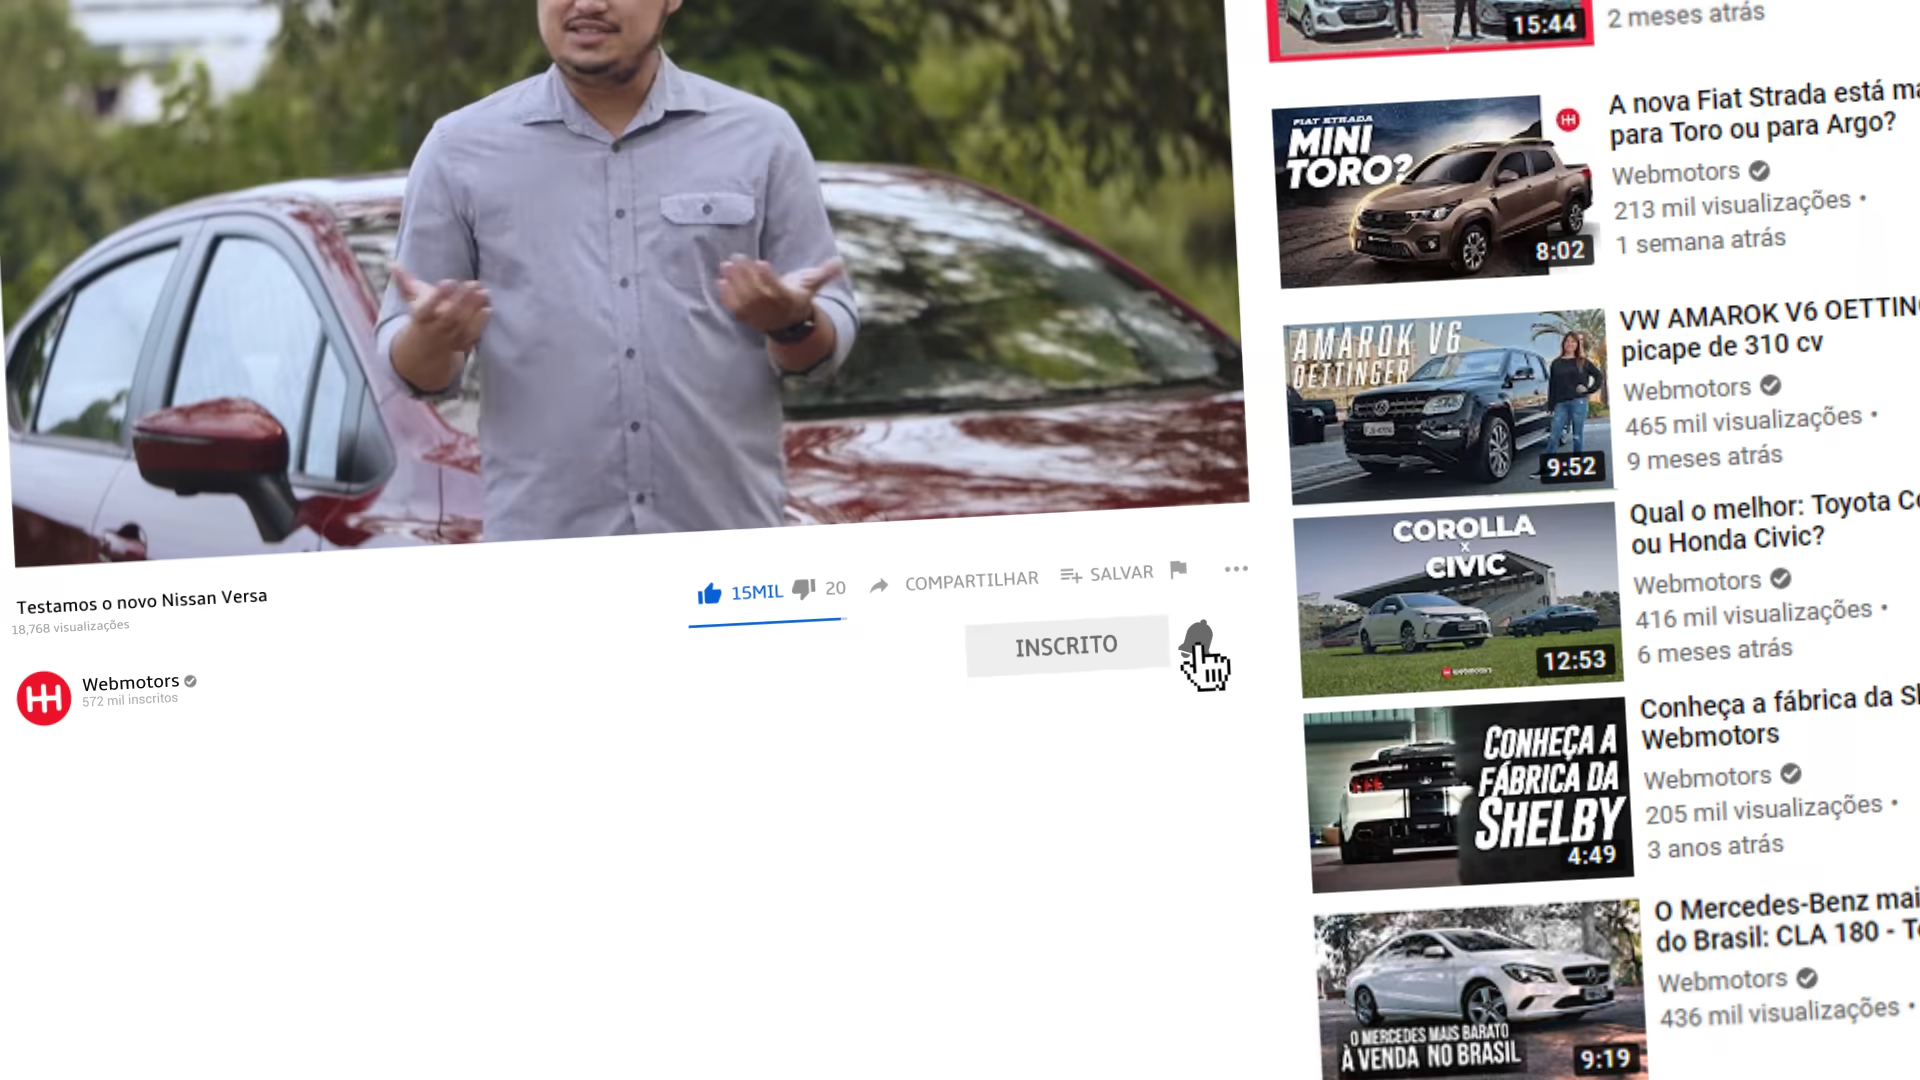 Testamos o novo Nissan Versa
18,768 visualizações
15MIL
20
COMPARTILHAR
SALVAR
INSCRITO
Webmotors
572 mil inscritos
15:44
2 meses atrás
FIAT STRADA
MINI
TORO?
8:02
A nova Fiat Strada está
para Toro ou para Argo?
Webmotors
213 mil visualizações •
1 semana atrás
AMAROK V6
OETTINGER
9:52
VW AMAROK V6
picape de 310 cv
Webmotors
465 mil visualizações •
9 meses atrás
COROLLA
X
CIVIC
webmotors
12:53
Qual o melhor: Toyota
ou Honda Civic?
Webmotors
416 mil visualizações •
6 meses atrás
CONHEÇA A
FÁBRICA DA
SHELBY
4:49
Conheça a fábrica da
Webmotors
Webmotors
205 mil visualizações •
3 anos atrás
O MERCEDES MAIS BARATO
À VENDA NO BRASIL
9:19
O Mercedes-Benz
do Brasil: CLA 180 -
Webmotors
436 mil visualizações •